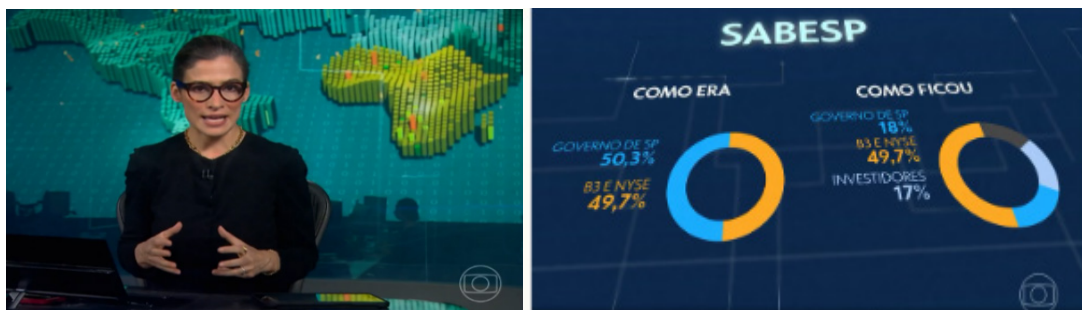 SABESP
COMO ERA
GOVERNO DE SP
50,3%
B3 E NYSE
49,7%
COMO FICOU
GOVERNO DE SP
18%
B3 E NYSE
49,7%
INVESTIDORES
17%